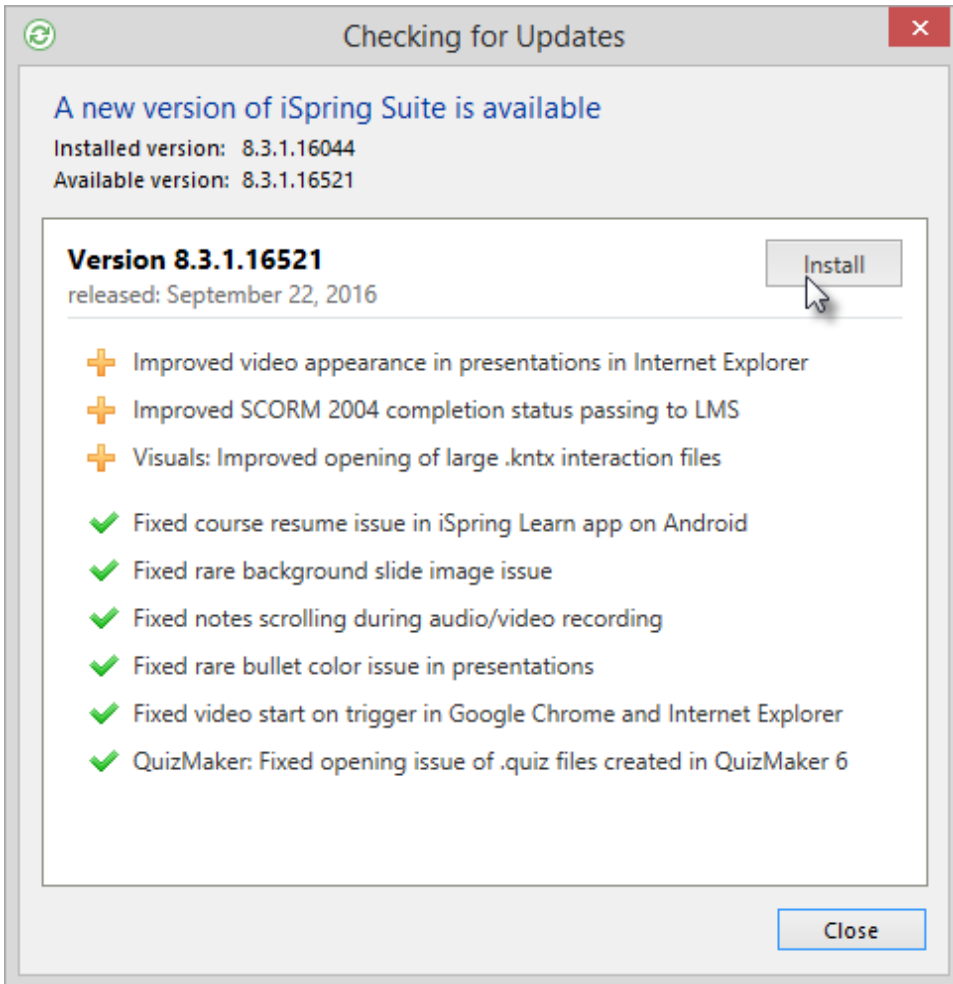 Checking for Updates
A new version of iSpring Suite is available
Installed version: 8.3.1.16044
Available version: 8.3.1.16521
Version 8.3.1.16521
Install
released: September 22, 2016
Improved video appearance in presentations in Internet Explorer
Improved SCORM 2004 completion status passing to LMS
Visuals: Improved opening of large .kntx interaction files
Fixed course resume issue in iSpring Learn app on Android
Fixed rare background slide image issue
Fixed notes scrolling during audio/video recording
Fixed rare bullet color issue in presentations
Fixed video start on trigger in Google Chrome and Internet Explorer
QuizMaker: Fixed opening issue of .quiz files created in QuizMaker 6
Close